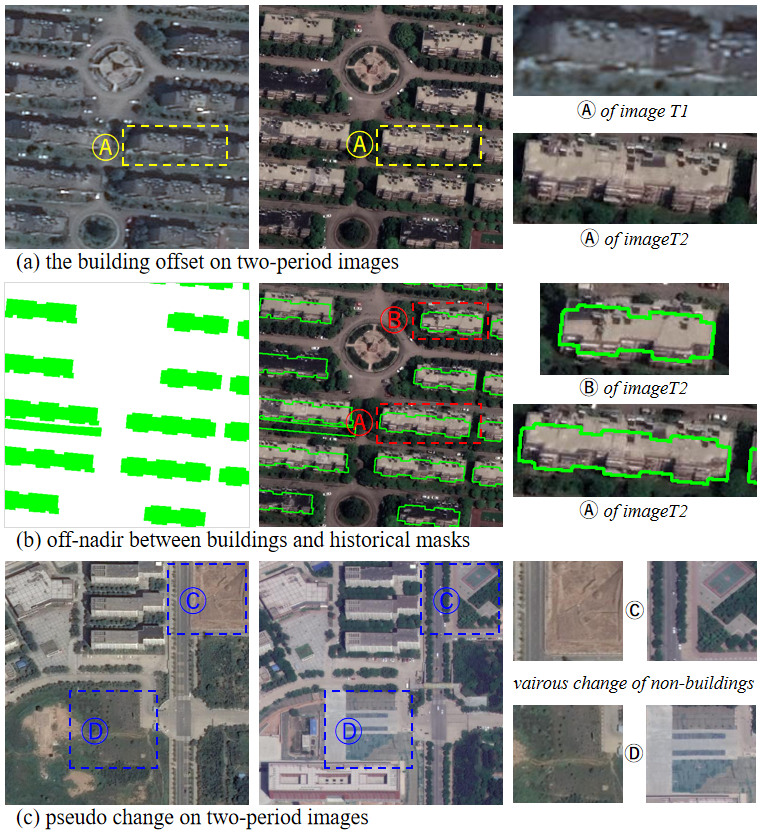 Ⓐ
Ⓐ
Ⓐ of image T1
Ⓐ of imageT2
(a) the building offset on two-period images
Ⓑ
Ⓐ
Ⓑ of imageT2
Ⓐ of imageT2
(b) off-nadir between buildings and historical masks
Ⓒ
Ⓓ
Ⓒ
Ⓓ
Ⓒ
vairous change of non-buildings
Ⓓ
(c) pseudo change on two-period images